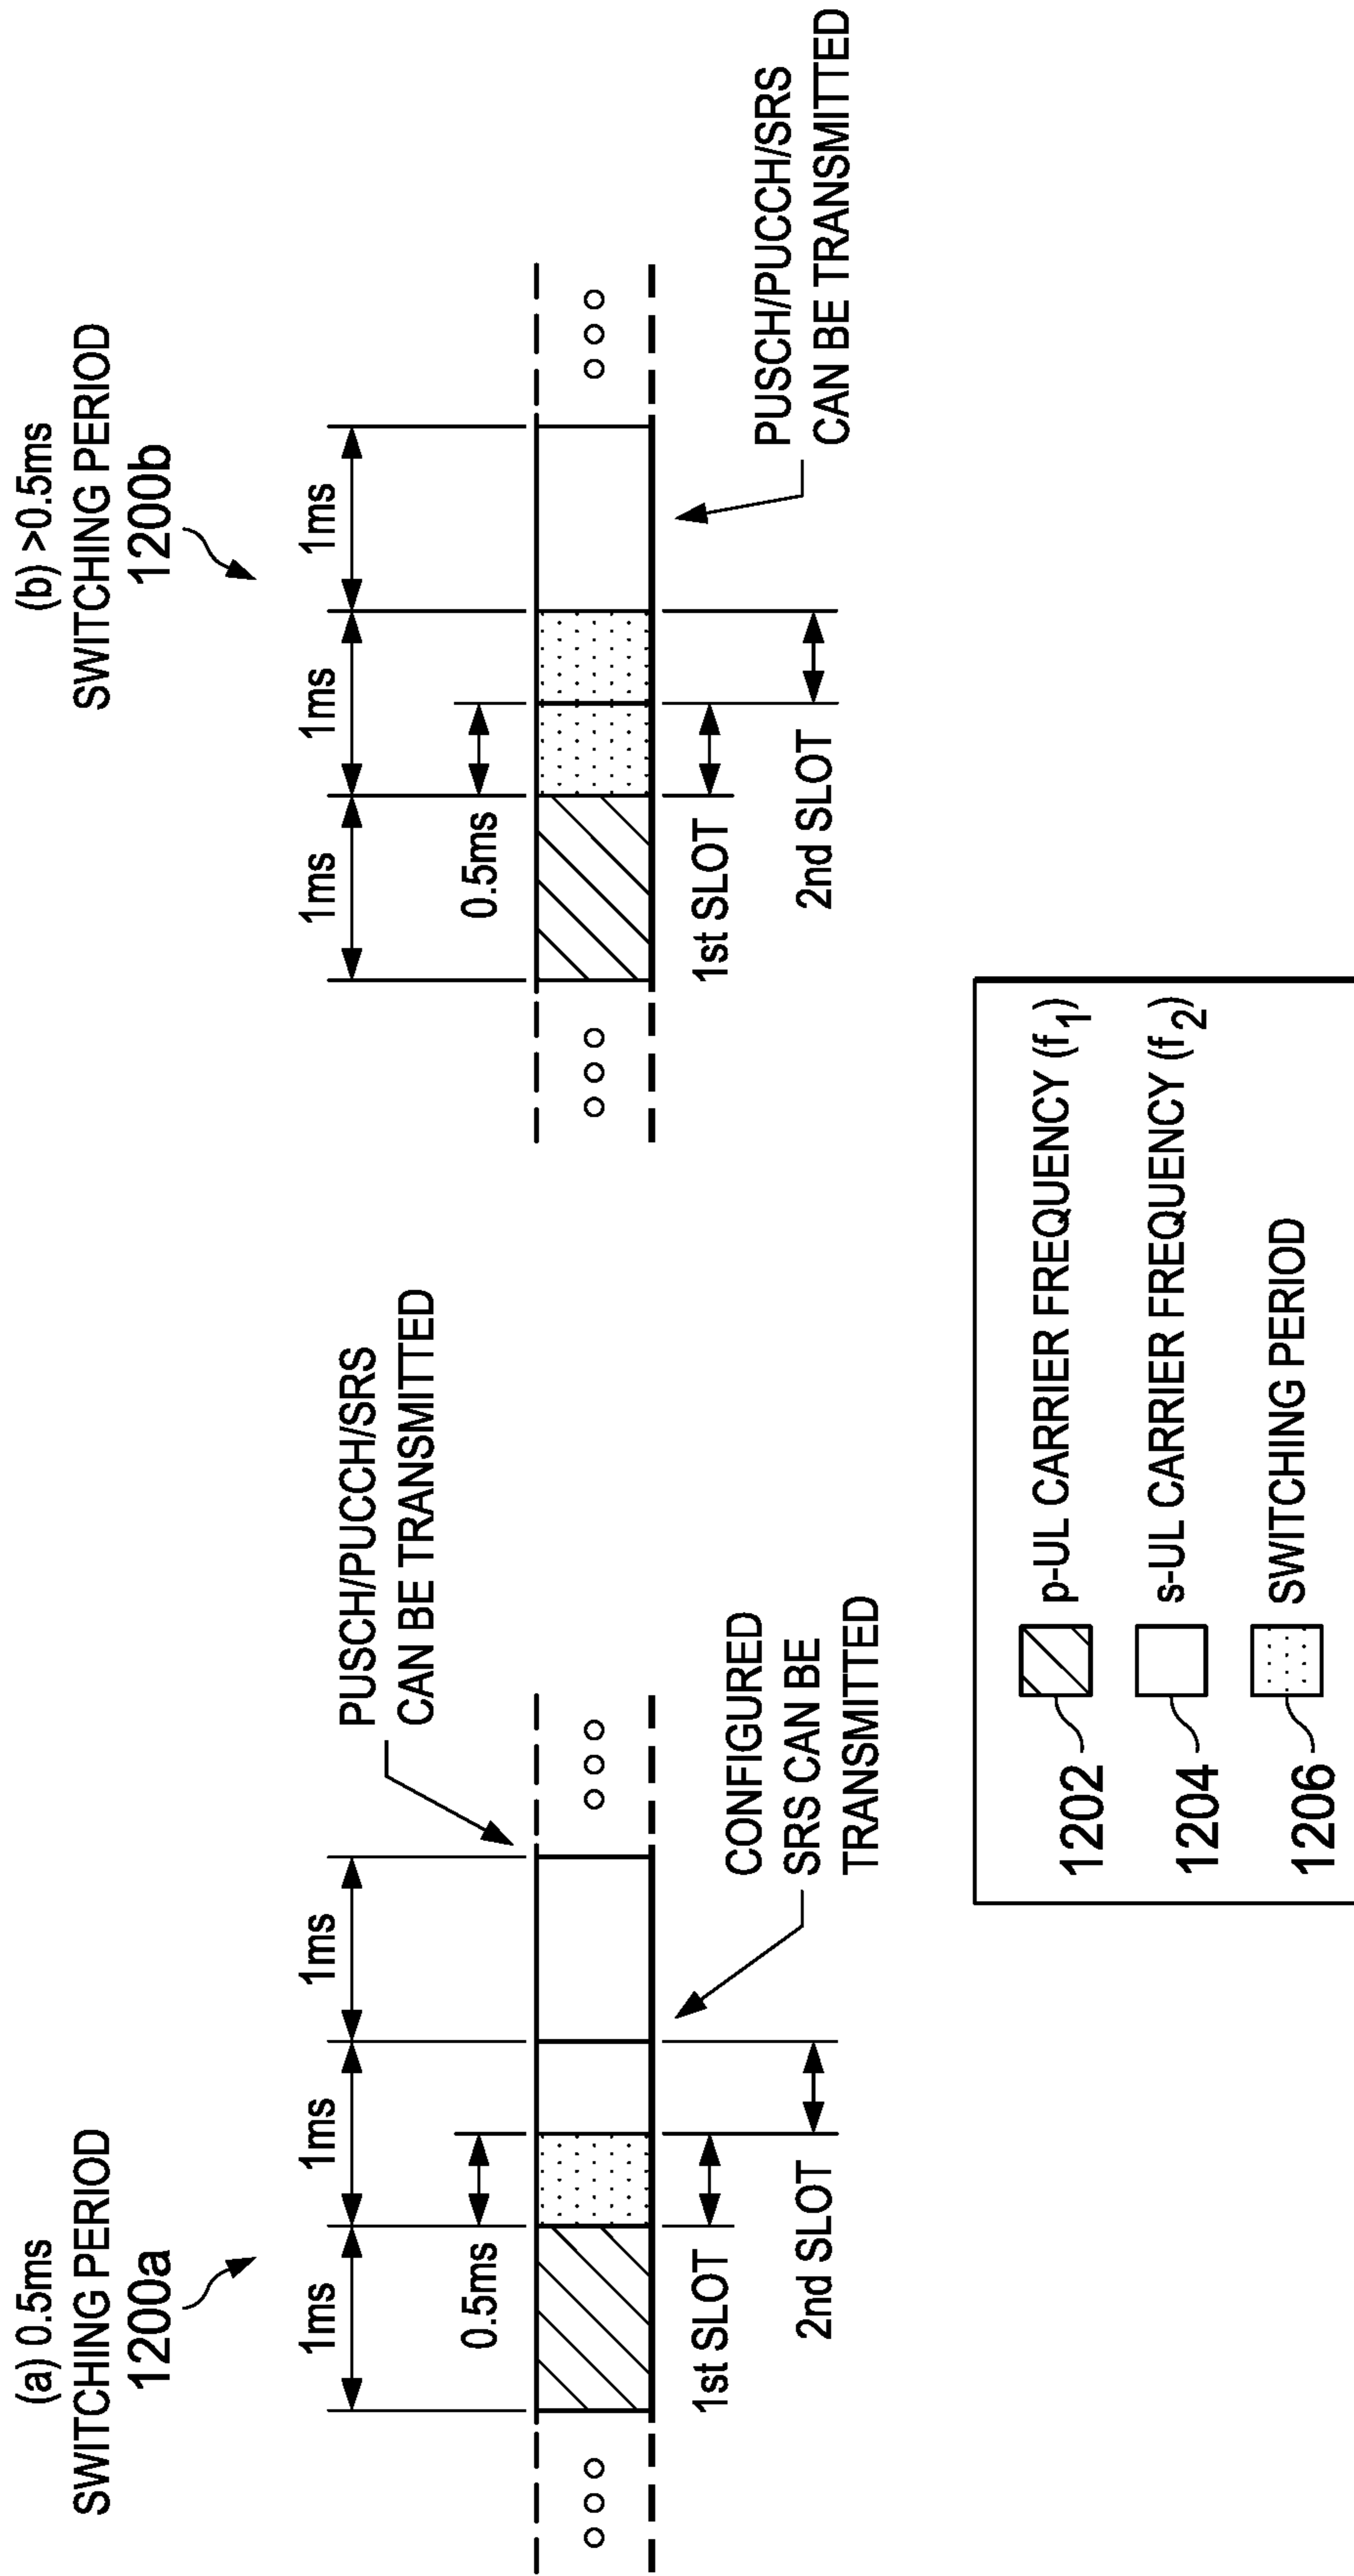 (a) 0.5ms
SWITCHING PERIOD
1200a
1ms
1ms
1ms
0.5ms
1st SLOT
2nd SLOT
PUSCH/PUCCH/SRS
CAN BE TRANSMITTED
CONFIGURED
SRS CAN BE
TRANSMITTED
(b) >0.5ms
SWITCHING PERIOD
1200b
1ms
1ms
1ms
0.5ms
1st SLOT
2nd SLOT
PUSCH/PUCCH/SRS
CAN BE TRANSMITTED
1202 p-UL CARRIER FREQUENCY (f1)
1204 s-UL CARRIER FREQUENCY (f2)
1206 SWITCHING PERIOD